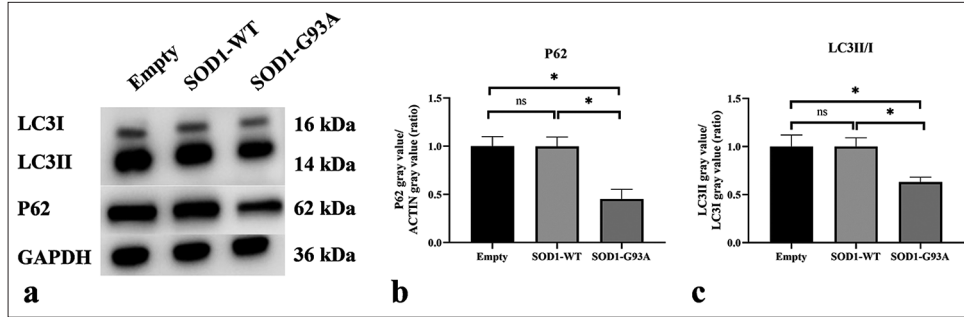 Empty
SOD1-WT
SOD1-G93A
LC3I
16 kDa
LC3II
14 kDa
P62
62 kDa
GAPDH
36 kDa
a
P62
*
ns
*
P62 gray value/
ACTIN gray value (ratio)
1.5
1.0
0.5
0.0
Empty
SOD1-WT
SOD1-G93A
b
LC3II/I
*
ns
*
LC3II gray value/
LC3I gray value (ratio)
1.5
1.0
0.5
0.0
Empty
SOD1-WT
SOD1-G93A
c